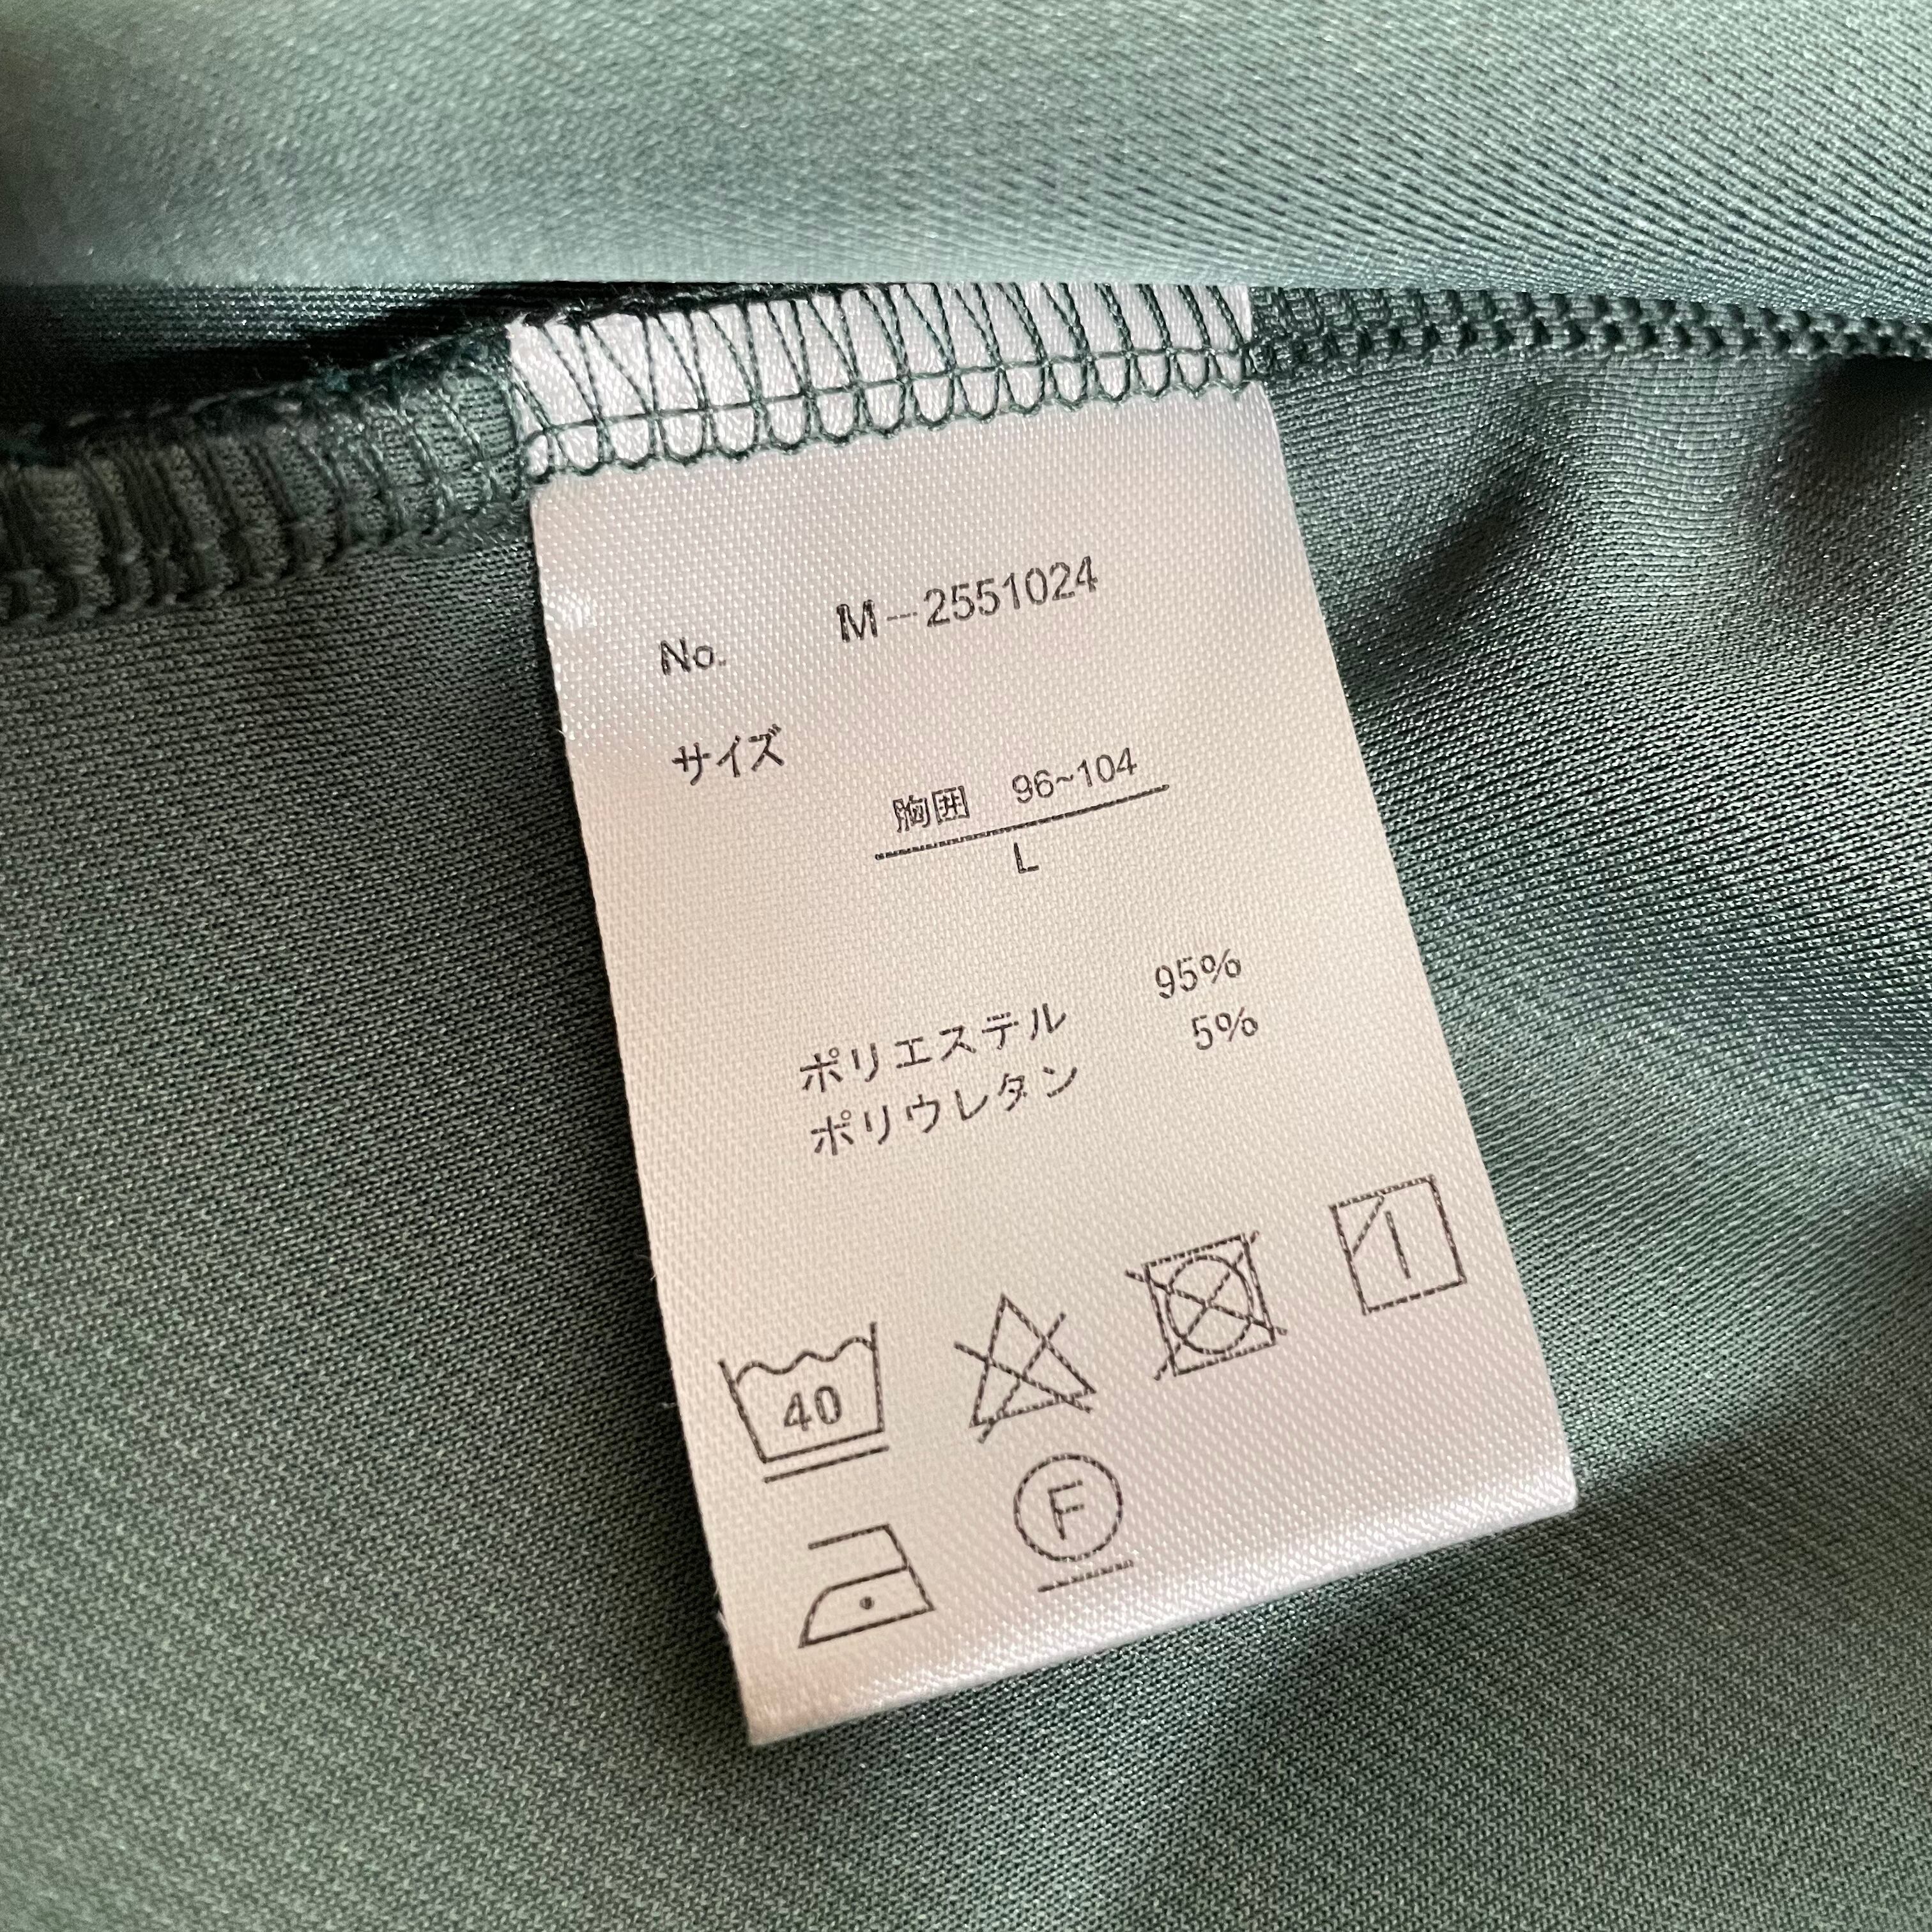 No. M-2551024
サイズ
胸囲 96~104
L
ポリエステル 95%
ポリウレタン 5%
40
F